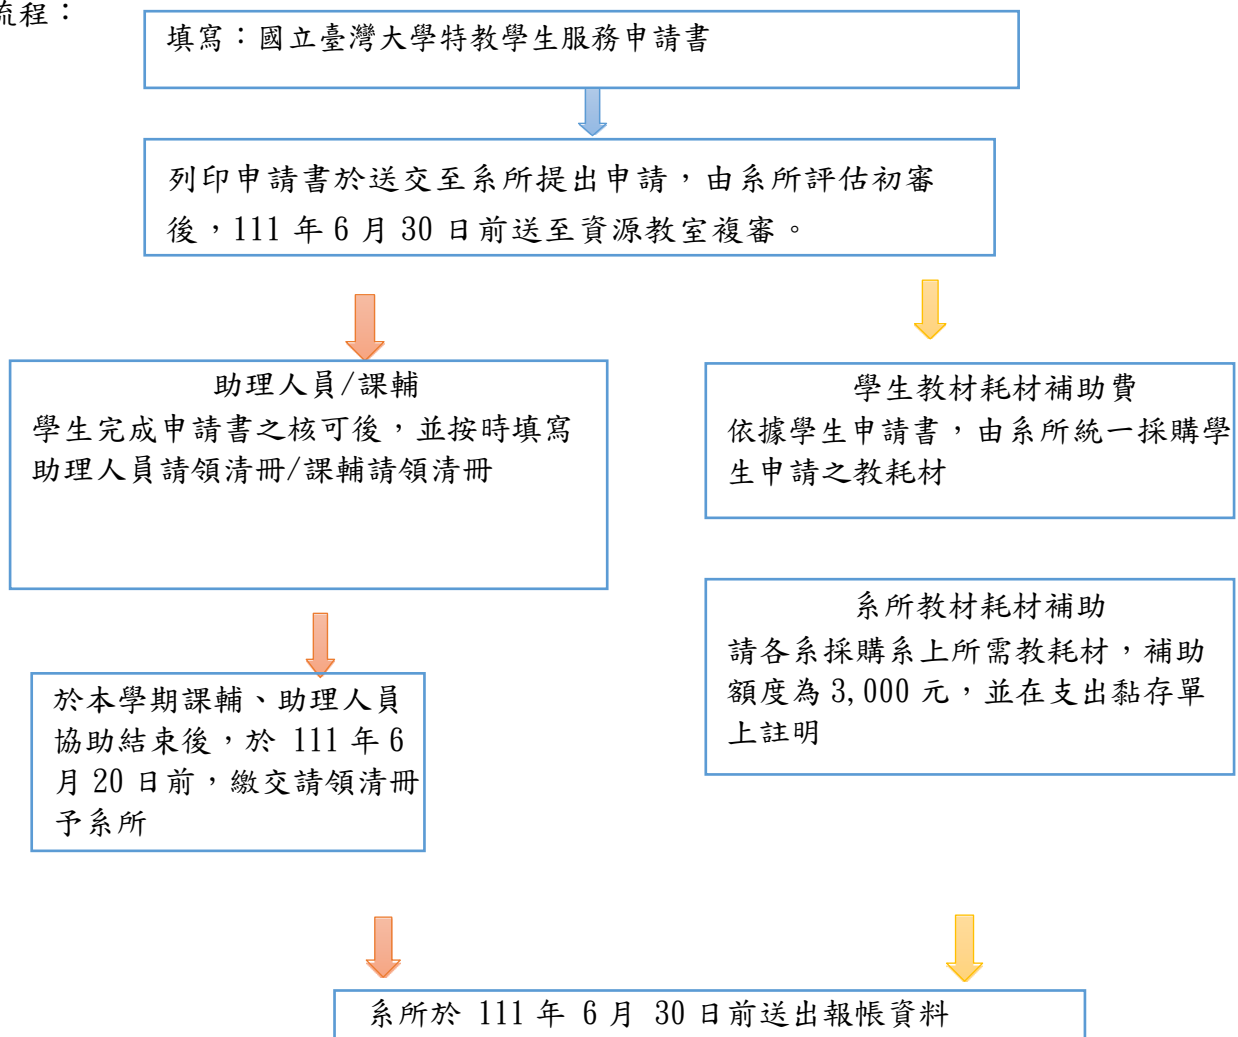 流程：
填寫：國立臺灣大學特教學生服務申請書
列印申請書於送交至系所提出申請，由系所評估初審
後，111 年 6 月 30 日前送至資源教室複審。
助理人員/課輔
學生完成申請書之核可後，並按時填寫
助理人員請領清冊/課輔請領清冊
學生教材耗材補助費
依據學生申請書，由系所統一採購學
生申請之教耗材
系所教材耗材補助
請各系採購系上所需教耗材，補助
額度為 3,000 元，並在支出黏存單
上註明
於本學期課輔、助理人員
協助結束後，於 111 年 6
月 20 日前，繳交請領清冊
予系所
系所於 111 年 6 月 30 日前送出報帳資料